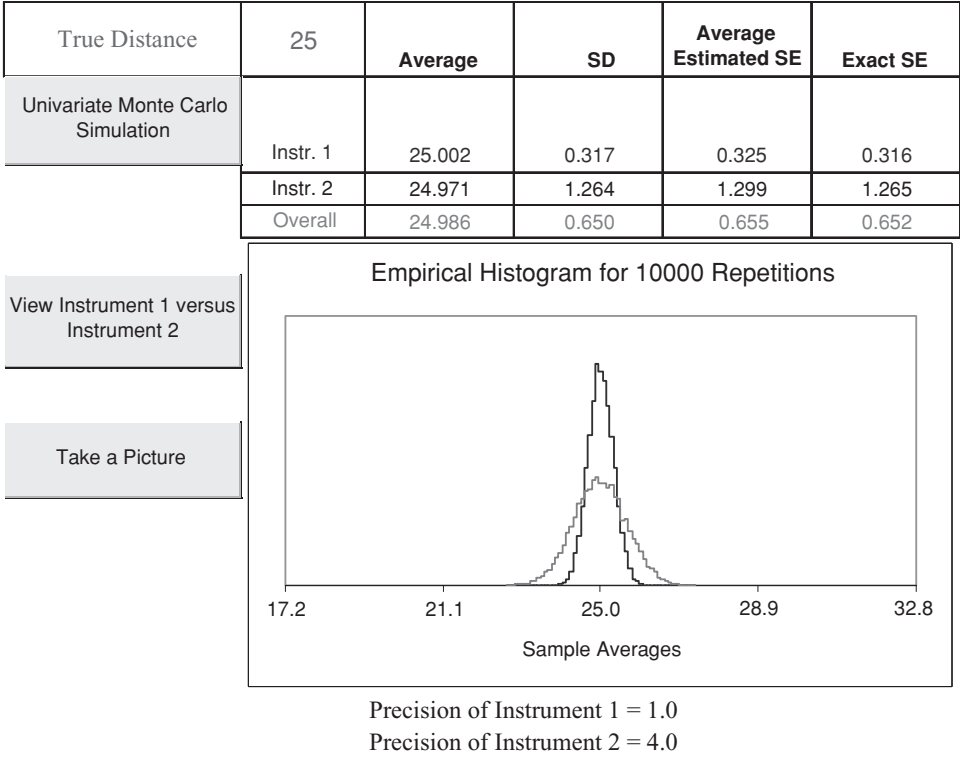 True Distance 25 Average SD Average Estimated SE Exact SE
Univariate Monte Carlo
Simulation
Instr. 1 25.002 0.317 0.325 0.316
Instr. 2 24.971 1.264 1.299 1.265
Overall 24.986 0.650 0.655 0.652
View Instrument 1 versus
Instrument 2
Take a Picture
Empirical Histogram for 10000 Repetitions
17.2 21.1 25.0 28.9 32.8
Sample Averages
Precision of Instrument 1 = 1.0
Precision of Instrument 2 = 4.0